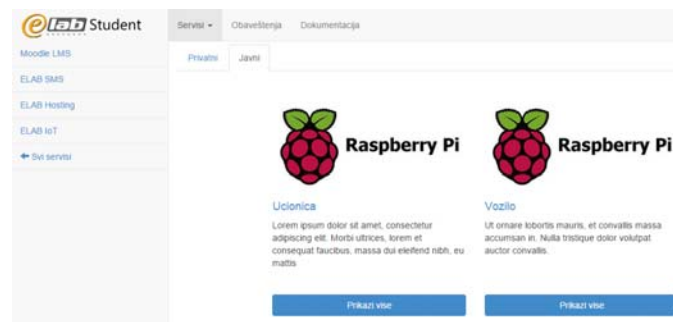 elab Student
Servisi
Obaveštenja
Dokumentacija
Moodle LMS
ELAB SMS
ELAB Hosting
ELAB IoT
Svi servisi
Privatni
Javni
Raspberry Pi
Ucionica
Lorem ipsum dolor sit amet, consectetur
adipiscing elit. Morbi ultrices, lorem et
consequat faucibus, massa dui eleifend nibh, eu
mattis
Prikazi vise
Raspberry Pi
Vozilo
Ut ornare lobortis mauris, et convallis massa
accumsan in. Nulla tristique dolor volutpat
auctor convallis.
Prikazi vise